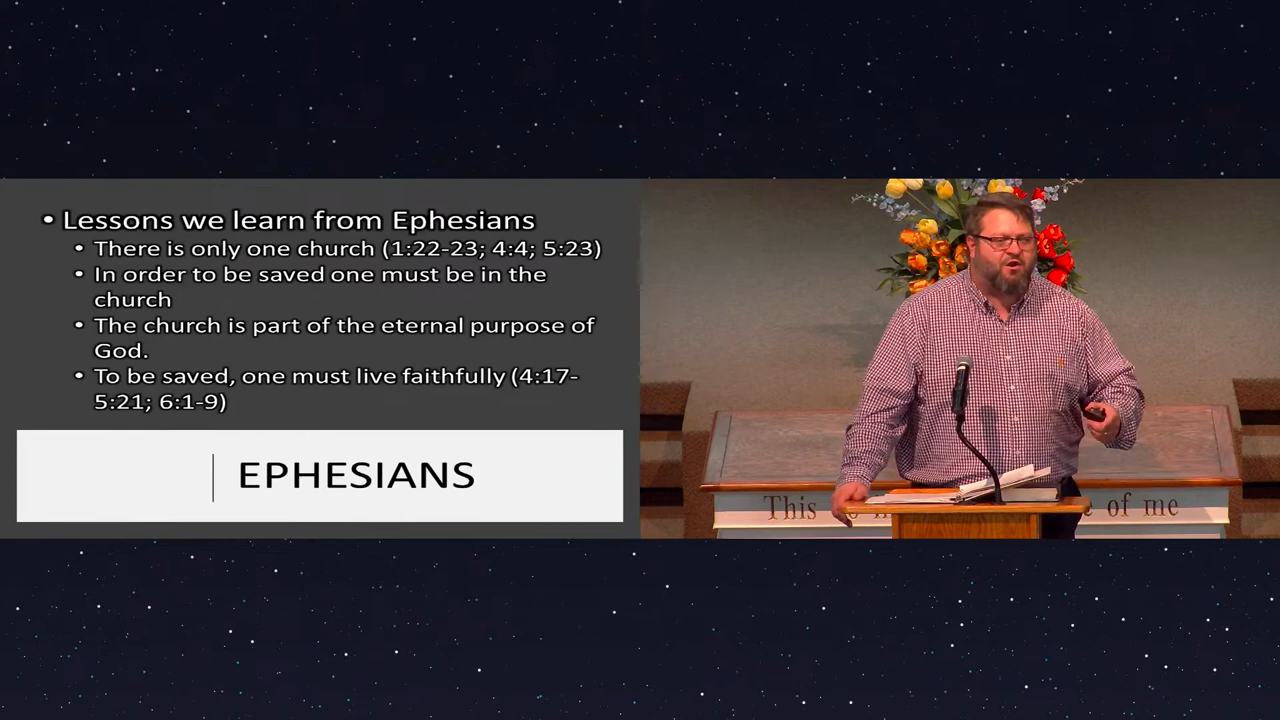 • Lessons we learn from Ephesians
• There is only one church (1:22-23; 4:4; 5:23)
• In order to be saved one must be in the
church
• The church is part of the eternal purpose of
God.
• To be saved, one must live faithfully (4:17-
5:21; 6:1-9)
EPHESIANS
This
e of me